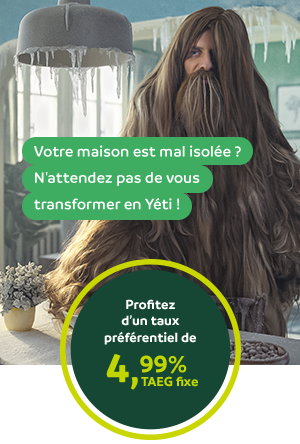 Votre maison est mal isolée ?
N'attendez pas de vous
transformer en Yéti !
Profitez
d'un taux
préférentiel de
4,99%
TAEG fixe